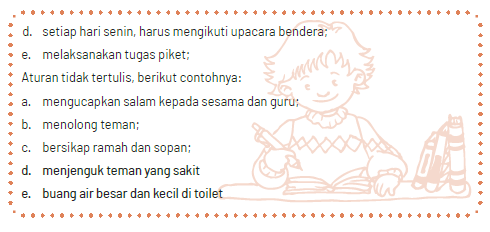 d. setiap hari senin, harus mengikuti upacara bendera;
e. melaksanakan tugas piket;
Aturan tidak tertulis, berikut contohnya:
a. mengucapkan salam kepada sesama dan guru;
b. menolong teman;
c. bersikap ramah dan sopan;
d. menjenguk teman yang sakit
e. buang air besar dan kecil di toilet